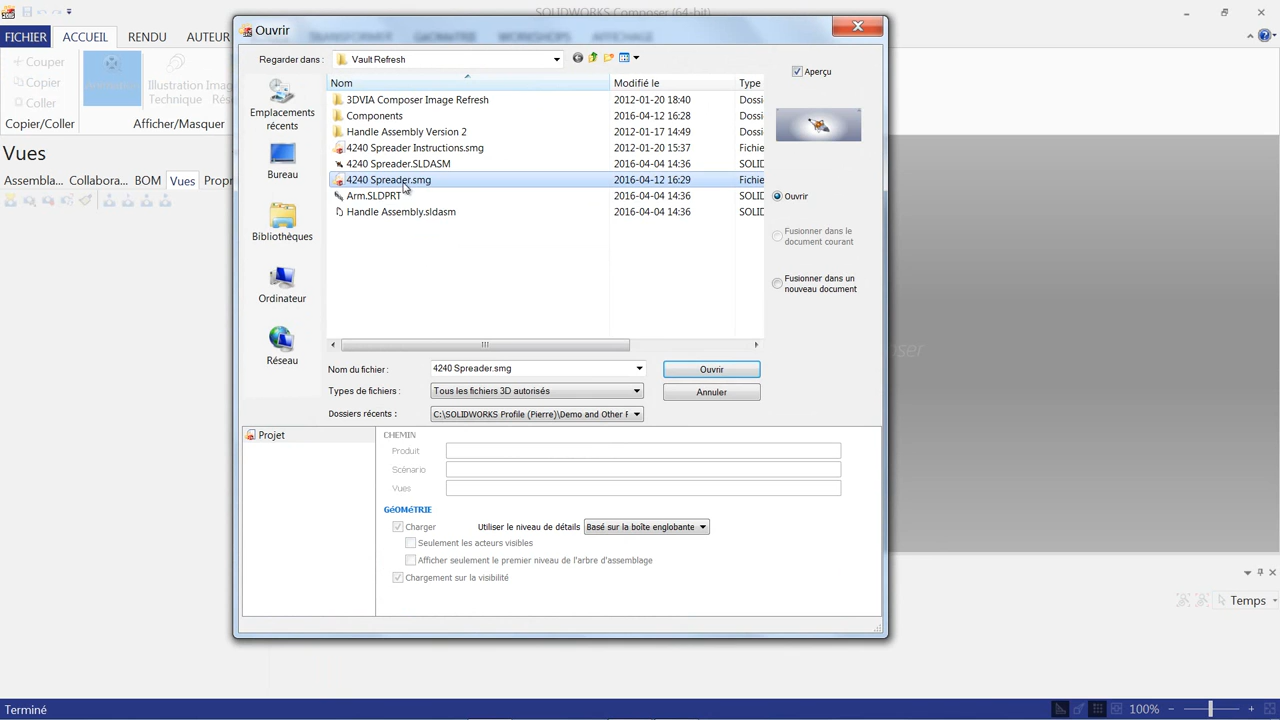 SOLIDWORKS Composer (64-bit)
FICHIER ACCUEIL RENDU AUTEUR TRANSFORMER GéOMéTRIE WORKSHOPS AFFICHAGE
Couper
Copier
Coller
Illustration
Technique
Copier/Coller
Afficher/Masquer
Vues
Assembla... Collabora... BOM Vues
Ouvrir
Regarder dans :
Vault Refresh
Aperçu
Emplacements
récents
Bureau
Bibliothèques
Ordinateur
Réseau
Nom Modifié le Type
3DVIA Composer Image Refresh 2012-01-20 18:40 Dossi
Components 2016-04-12 16:28 Dossi
Handle Assembly Version 2 2012-01-17 14:49 Dossi
4240 Spreader Instructions.smg 2012-01-20 15:37 Fichie
4240 Spreader.SLDASM 2016-04-04 14:36 SOLID
4240 Spreader.smg 2016-04-12 16:29 Fichie
Arm.SLDPRT 2016-04-04 14:36 SOLID
Handle Assembly.sldasm 2016-04-04 14:36 SOLID
Ouvrir
Fusionner dans le
document courant
Fusionner dans un
nouveau document
Nom du fichier : 4240 Spreader.smg Ouvrir
Types de fichiers : Tous les fichiers 3D autorisés Annuler
Dossiers récents : C:\SOLIDWORKS Profile (Pierre)\Demo and Other
Projet
CHEMIN
Produit
Scénario
Vues
GéOMéTRIE
Charger Utiliser le niveau de détails Basé sur la boîte englobante
Seulement les acteurs visibles
Afficher seulement le premier niveau de l'arbre d'assemblage
Chargement sur la visibilité
Temps
Terminé
100%